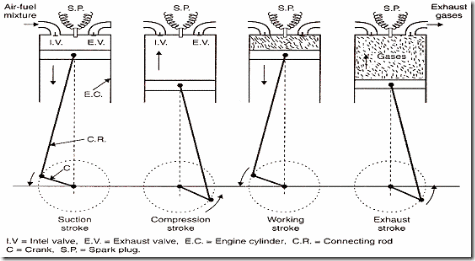 Air-fuel mixture
S.P.
S.P.
S.P.
S.P.
Exhaust gases
I.V.
E.V.
I.V.
E.V.
Gases
E.C.
C.R.
C
Suction stroke
Compression stroke
Working stroke
Exhaust stroke
I.V = Intel valve, E.V. = Exhaust valve, E.C. = Engine cylinder, C.R. = Connecting rod
C = Crank, S.P. = Spark plug.